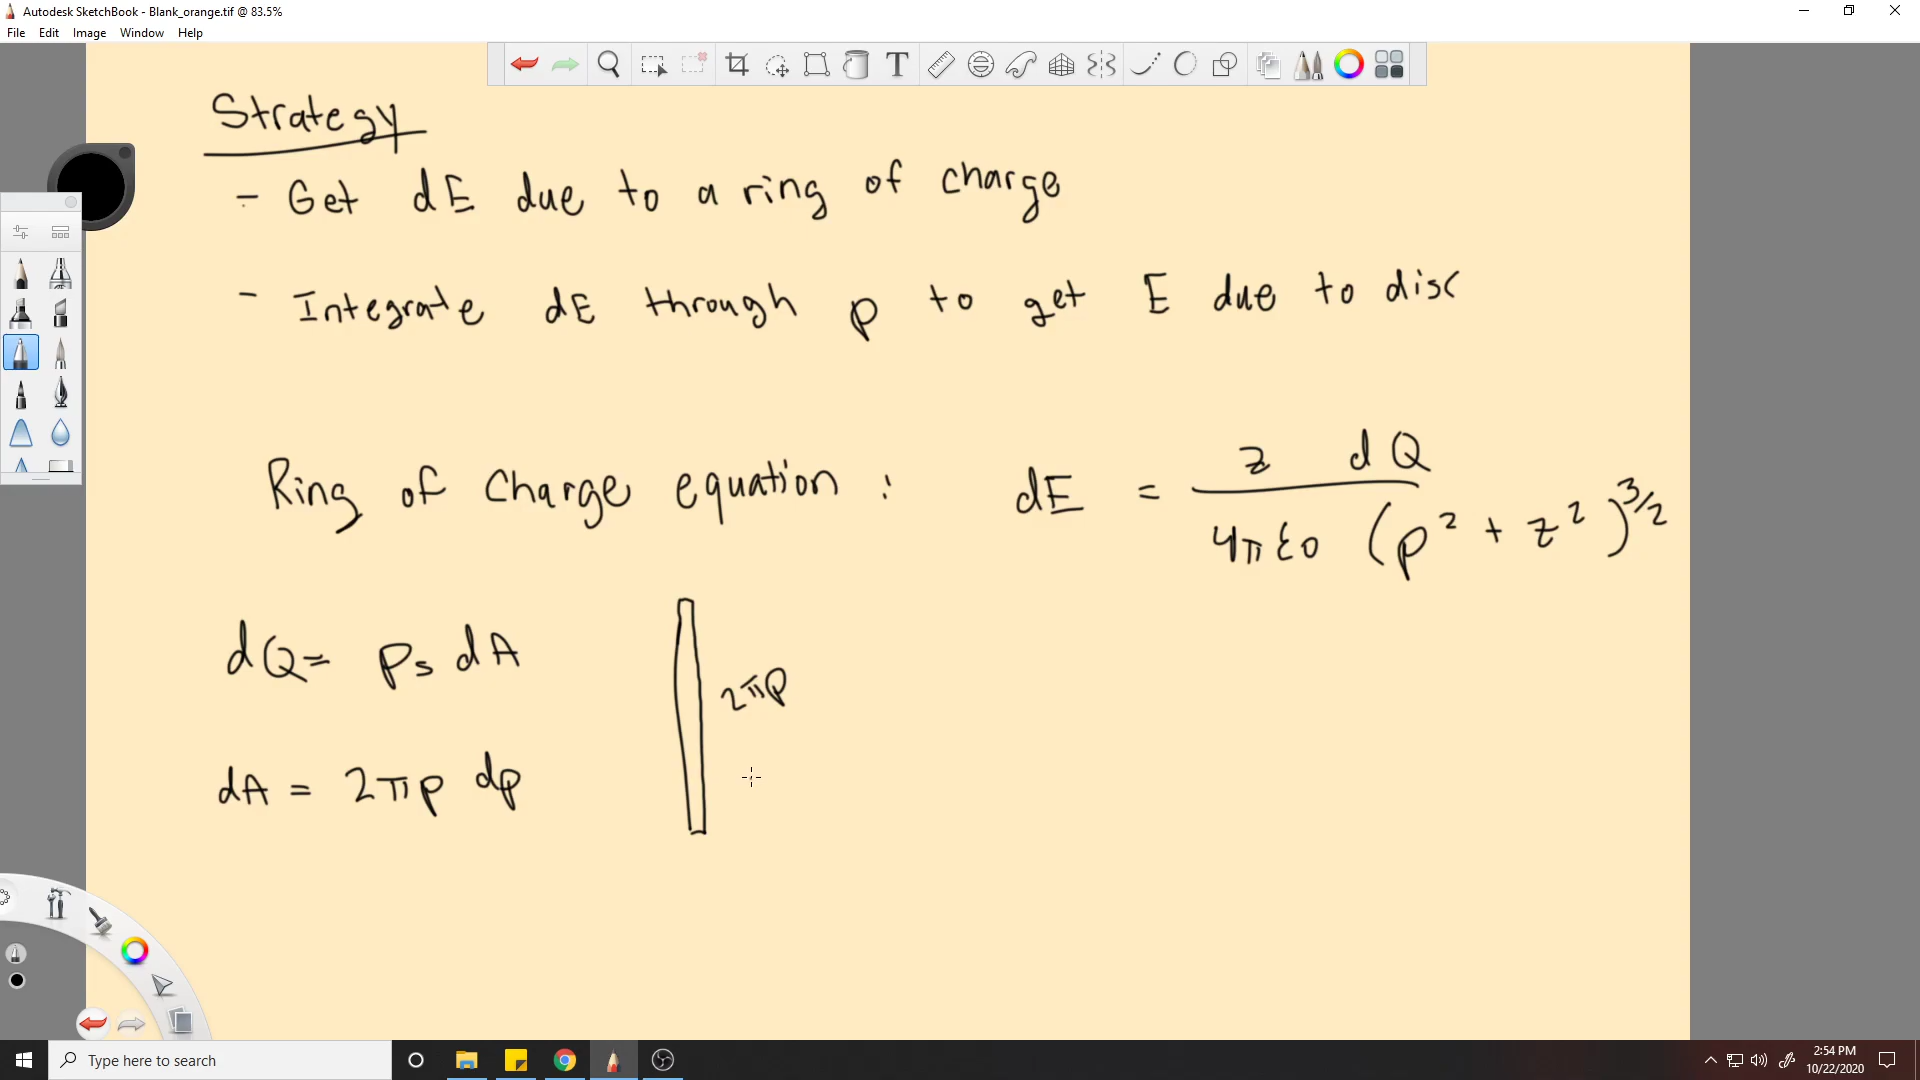 Autodesk SketchBook - Blank_orange.tif @ 83.5%
File Edit Image Window Help
Strategy
- Get dE due to a ring of charge
- Integrate dE through ρ to get E due to disc
Ring of Charge equation : dE = z dQ / 4πε0 (ρ² + z²)^3/2
dQ = ρs dA
2πρ
dA = 2πρ dρ
Type here to search
2:54 PM
10/22/2020